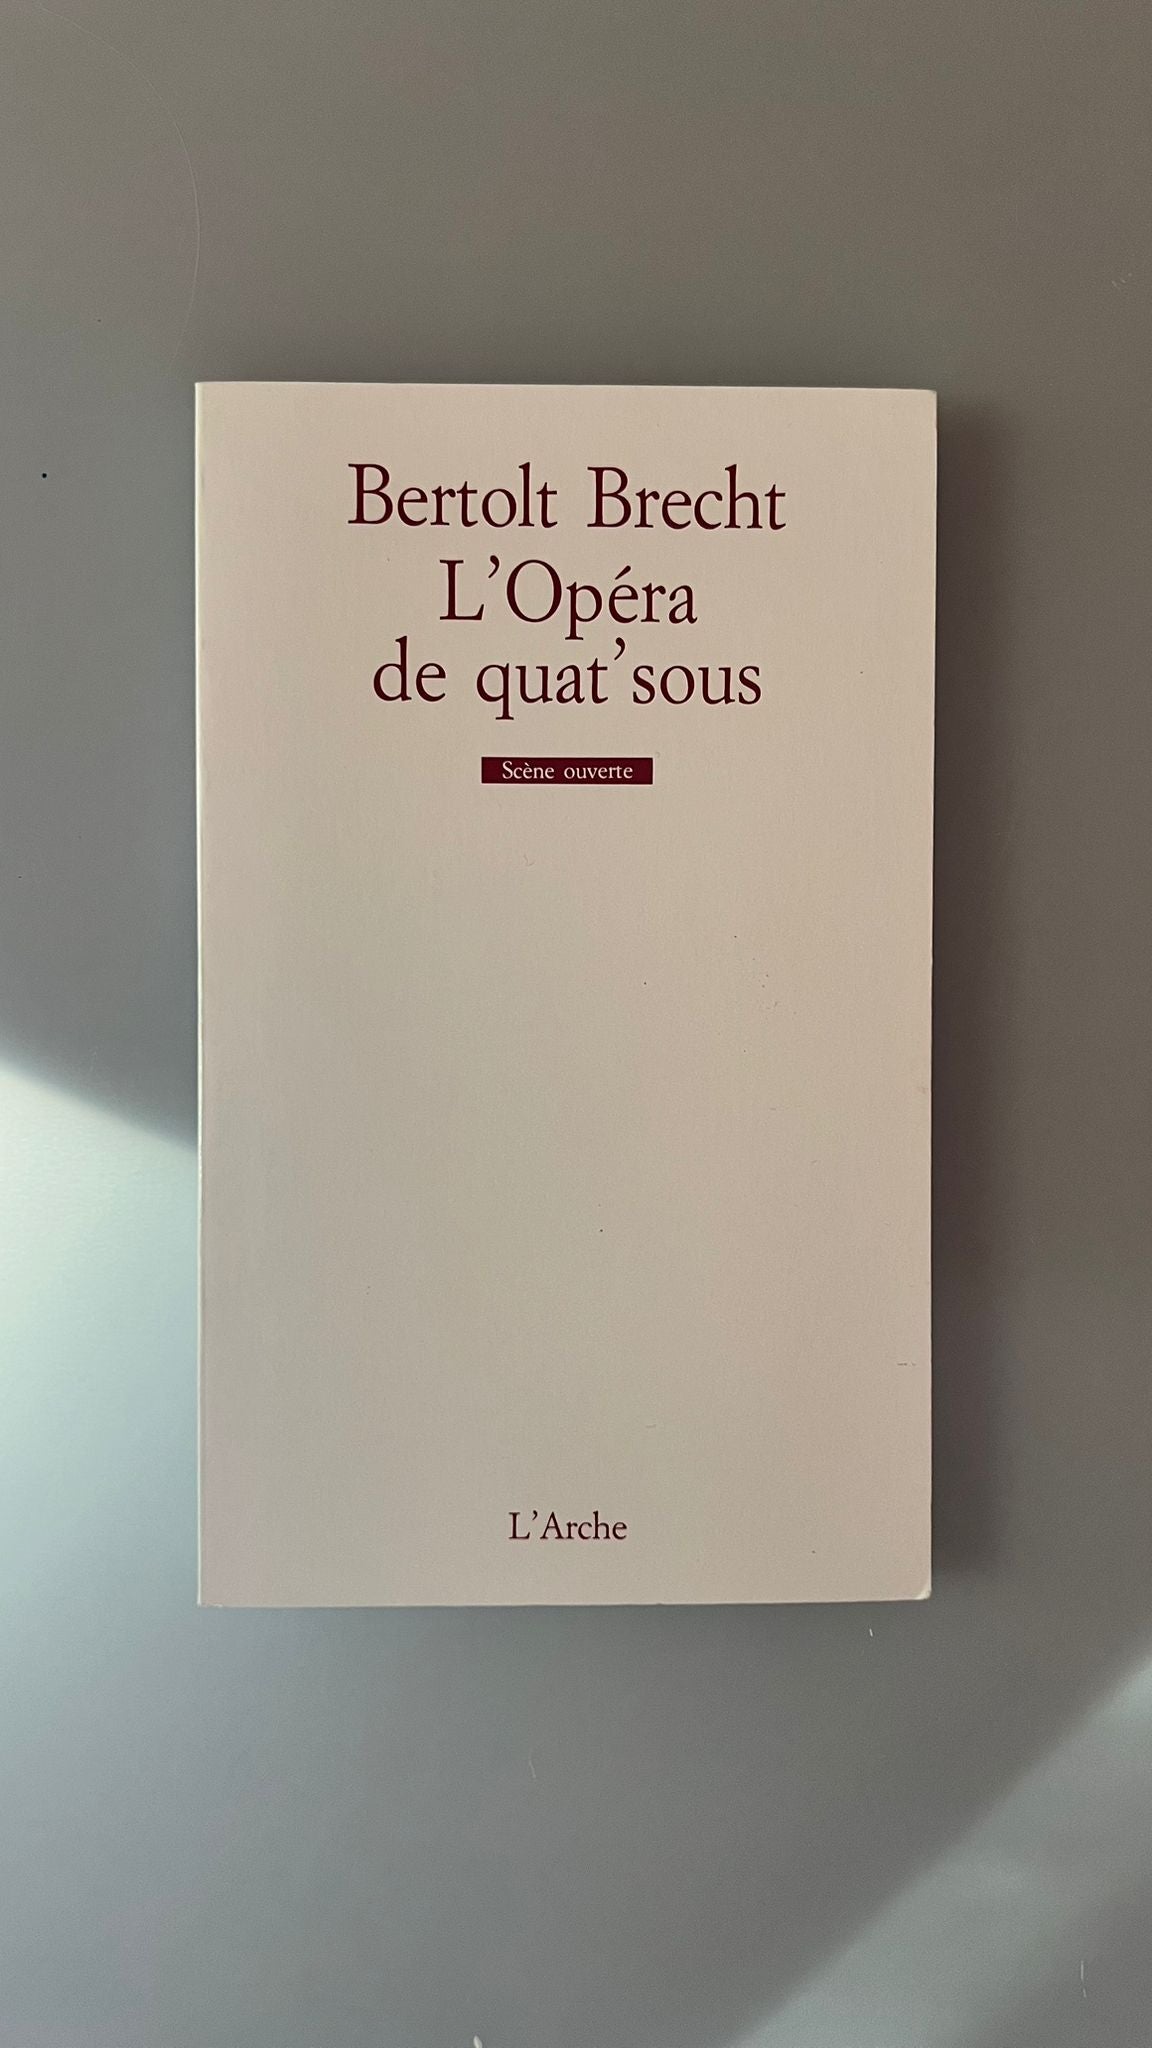 Bertolt Brecht
L’Opéra
de quat’sous
Scène ouverte
L’Arche